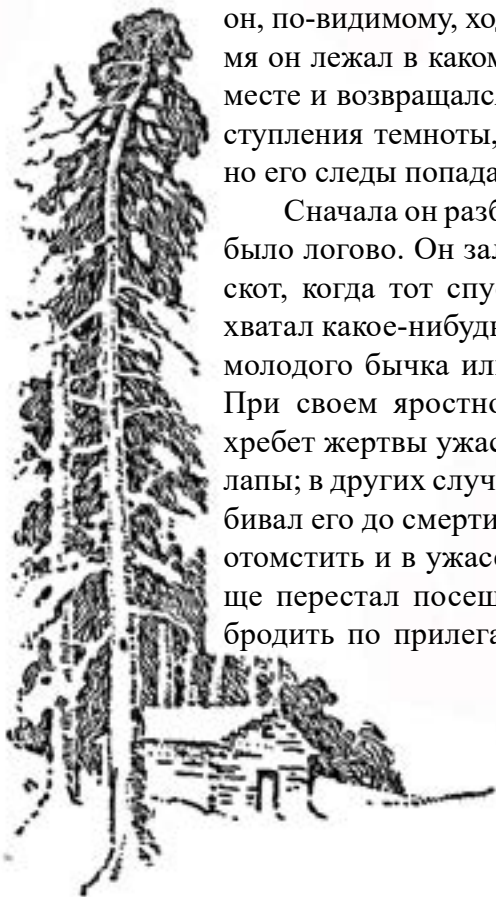 он, по-видимому, ход
мя он лежал в каком
месте и возвращался
ступления темноты,
но его следы попада
Сначала он разб
было логово. Он зал
скот, когда тот спус
хватал какое-нибудь
молодого бычка или
При своем яростно
хребет жертвы ужас
лапы; в других случ
бивал его до смерти
отомстить и в ужасе
ще перестал посещ
бродить по прилега